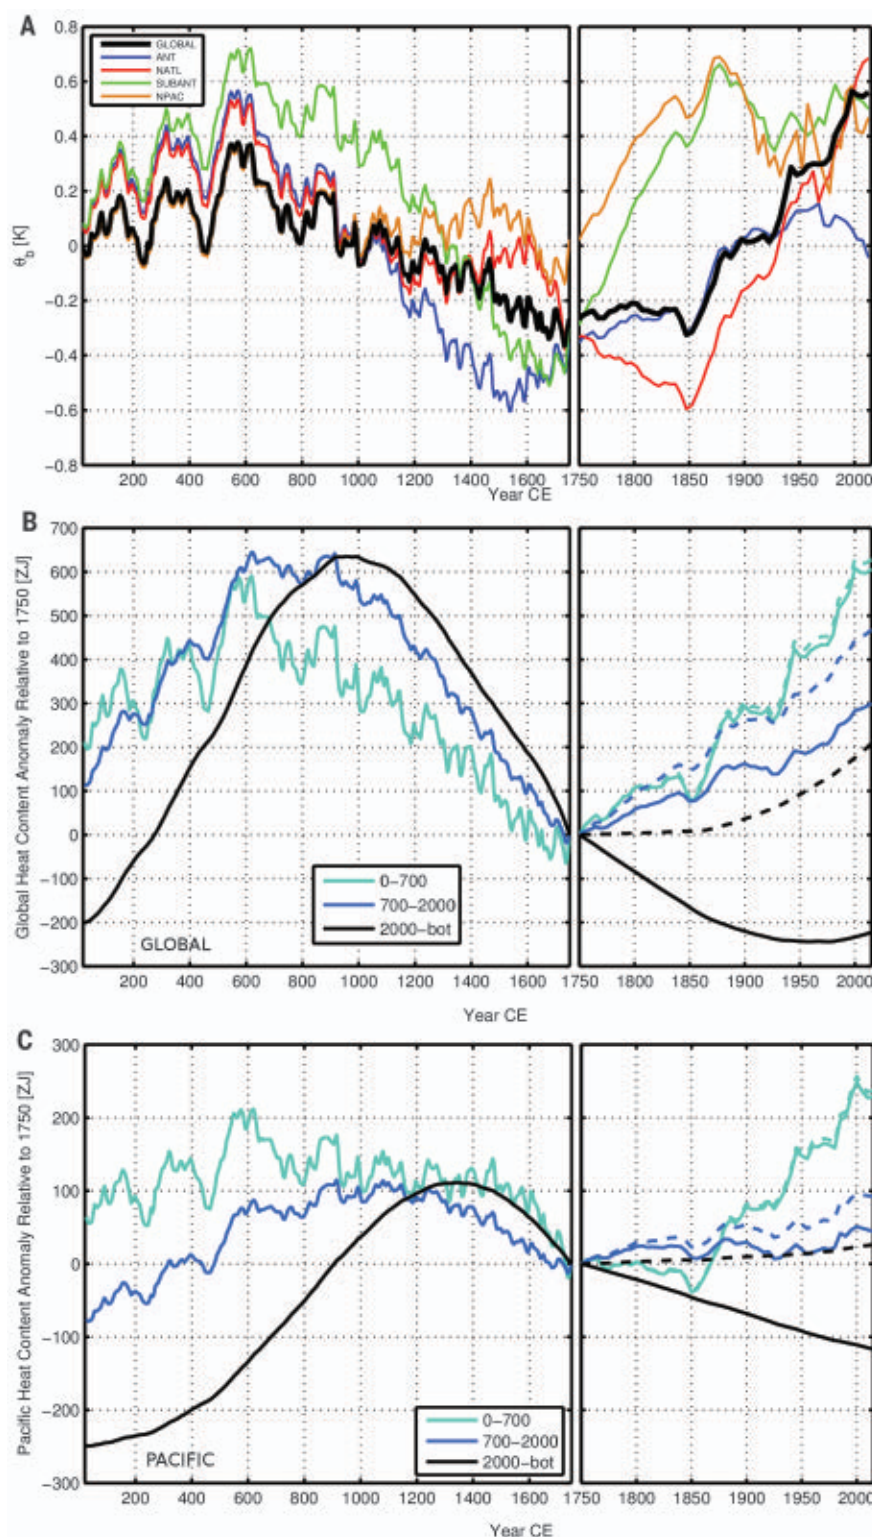 A
GLOBAL
ANT
NATL
SUBANT
NPAC
θb [K]
0.8
0.6
0.4
0.2
0
−0.2
−0.4
−0.6
−0.8
200 400 600 800 1000 1200 1400 1600 1750 1800 1850 1900 1950 2000
Year CE
B
Global Heat Content Anomaly Relative to 1750 [ZJ]
700
600
500
400
300
200
100
0
−100
−200
−300
0−700
700−2000
2000−bot
GLOBAL
200 400 600 800 1000 1200 1400 1600 1750 1800 1850 1900 1950 2000
Year CE
C
Pacific Heat Content Anomaly Relative to 1750 [ZJ]
300
200
100
0
−100
−200
−300
0−700
700−2000
2000−bot
PACIFIC
200 400 600 800 1000 1200 1400 1600 1750 1800 1850 1900 1950 2000
Year CE